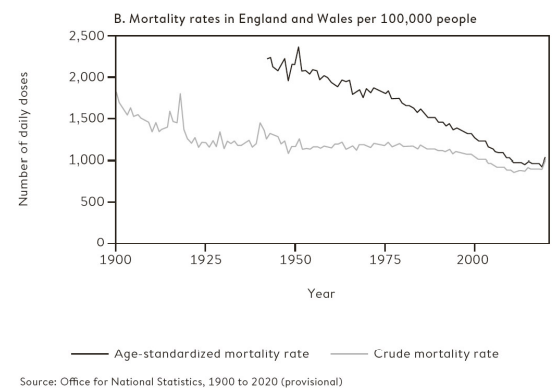 B. Mortality rates in England and Wales per 100,000 people
Number of daily doses
2,500
2,000
1,500
1,000
500
0
1900 1925 1950 1975 2000
Year
Age-standardized mortality rate Crude mortality rate
Source: Office for National Statistics, 1900 to 2020 (provisional)